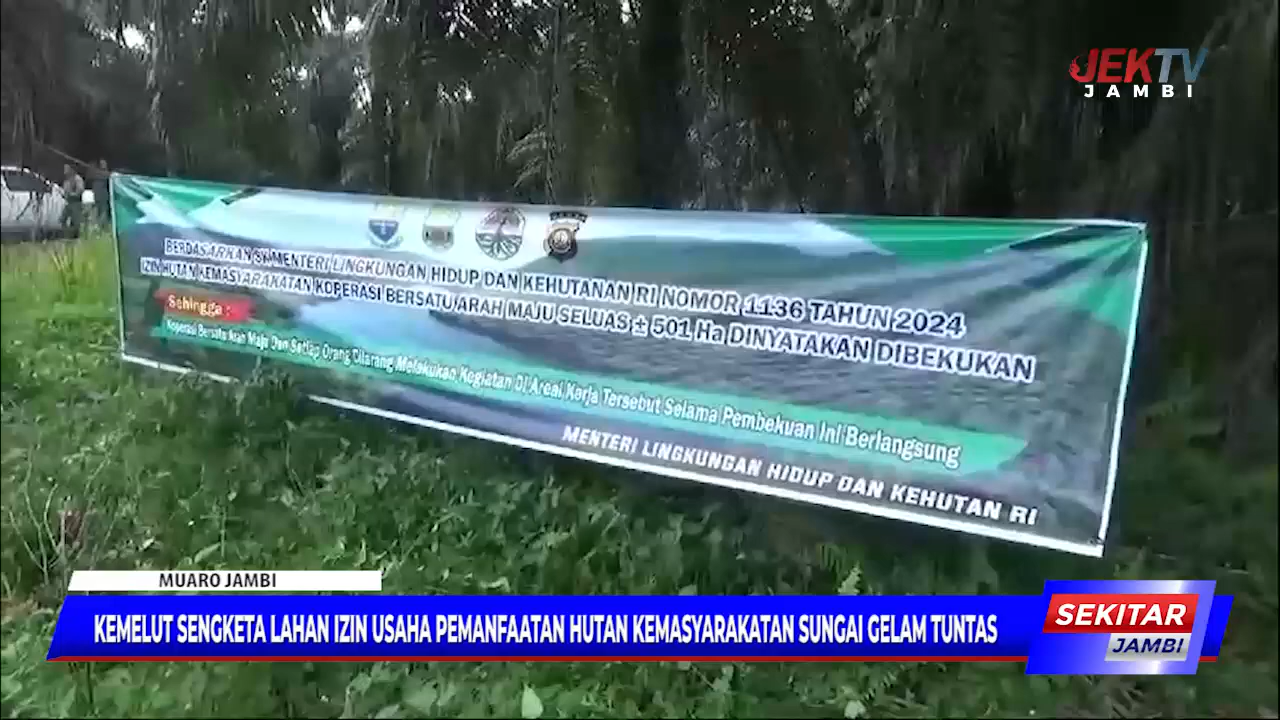 JEKTV
JAMBI
BERDASARKAN SK MENTERI LINGKUNGAN HIDUP DAN KEHUTANAN RI NOMOR 1136 TAHUN 2024
IZIN HUTAN KEMASYARAKATAN KOPERASI BERSATU ARAH MAJU SELUAS ± 501 Ha DINYATAKAN DIBEKUKAN
Sehingga :
Koperasi Bersatu Arah Maju Dan Setiap Orang Dilarang Melakukan Kegiatan Di Areal Kerja Tersebut Selama Pembekuan Ini Berlangsung
MENTERI LINGKUNGAN HIDUP DAN KEHUTAN RI
MUARO JAMBI
KEMELUT SENGKETA LAHAN IZIN USAHA PEMANFAATAN HUTAN KEMASYARAKATAN SUNGAI GELAM TUNTAS
SEKITAR
JAMBI